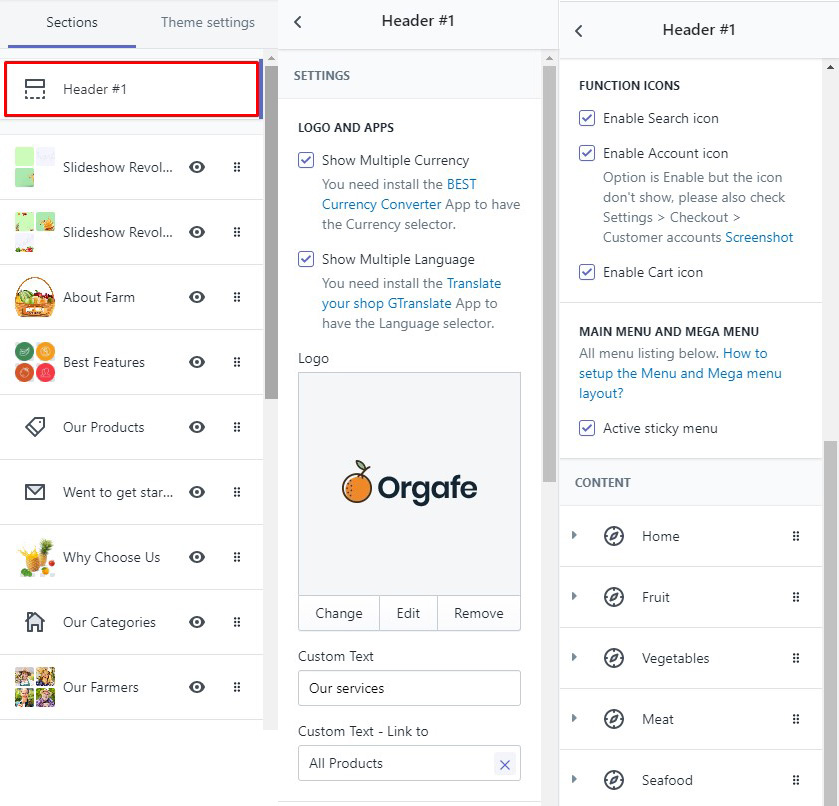 Sections
Theme settings
Header #1
Slideshow Revol...
Slideshow Revol...
About Farm
Best Features
Our Products
Went to get star...
Why Choose Us
Our Categories
Our Farmers
Header #1
SETTINGS
LOGO AND APPS
Show Multiple Currency
You need install the BEST
Currency Converter App to have
the Currency selector.
Show Multiple Language
You need install the Translate
your shop GTranslate App to
have the Language selector.
Logo
Orgafe
Change
Edit
Remove
Custom Text
Our services
Custom Text - Link to
All Products
Header #1
FUNCTION ICONS
Enable Search icon
Enable Account icon
Option is Enable but the icon
don't show, please also check
Settings > Checkout >
Customer accounts Screenshot
Enable Cart icon
MAIN MENU AND MEGA MENU
All menu listing below. How to
setup the Menu and Mega menu
layout?
Active sticky menu
CONTENT
Home
Fruit
Vegetables
Meat
Seafood